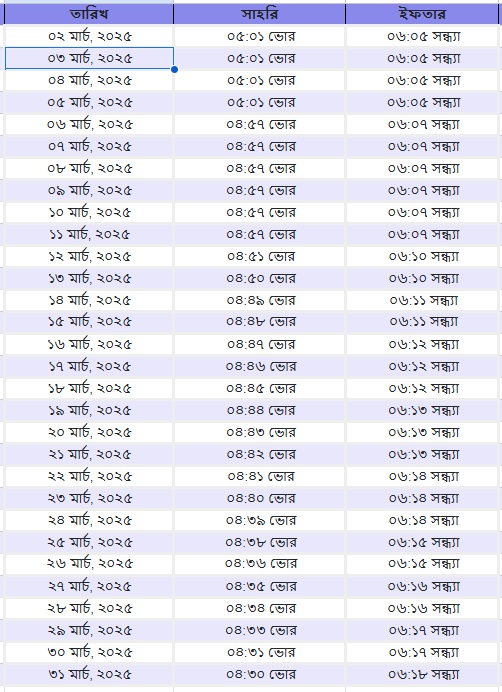 তারিখ সাহরি ইফতার
০২ মার্চ, ২০২৫ ০৫:০১ ভোর ০৬:০৫ সন্ধ্যা
০৩ মার্চ, ২০২৫ ০৫:০১ ভোর ০৬:০৫ সন্ধ্যা
০৪ মার্চ, ২০২৫ ০৫:০১ ভোর ০৬:০৫ সন্ধ্যা
০৫ মার্চ, ২০২৫ ০৫:০১ ভোর ০৬:০৫ সন্ধ্যা
০৬ মার্চ, ২০২৫ ০৪:৫৭ ভোর ০৬:০৭ সন্ধ্যা
০৭ মার্চ, ২০২৫ ০৪:৫৭ ভোর ০৬:০৭ সন্ধ্যা
০৮ মার্চ, ২০২৫ ০৪:৫৭ ভোর ০৬:০৭ সন্ধ্যা
০৯ মার্চ, ২০২৫ ০৪:৫৭ ভোর ০৬:০৭ সন্ধ্যা
১০ মার্চ, ২০২৫ ০৪:৫৭ ভোর ০৬:০৭ সন্ধ্যা
১১ মার্চ, ২০২৫ ০৪:৫৭ ভোর ০৬:০৭ সন্ধ্যা
১২ মার্চ, ২০২৫ ০৪:৫১ ভোর ০৬:১০ সন্ধ্যা
১৩ মার্চ, ২০২৫ ০৪:৫০ ভোর ০৬:১০ সন্ধ্যা
১৪ মার্চ, ২০২৫ ০৪:৪৯ ভোর ০৬:১১ সন্ধ্যা
১৫ মার্চ, ২০২৫ ০৪:৪৮ ভোর ০৬:১১ সন্ধ্যা
১৬ মার্চ, ২০২৫ ০৪:৪৭ ভোর ০৬:১২ সন্ধ্যা
১৭ মার্চ, ২০২৫ ০৪:৪৬ ভোর ০৬:১২ সন্ধ্যা
১৮ মার্চ, ২০২৫ ০৪:৪৫ ভোর ০৬:১২ সন্ধ্যা
১৯ মার্চ, ২০২৫ ০৪:৪৪ ভোর ০৬:১৩ সন্ধ্যা
২০ মার্চ, ২০২৫ ০৪:৪৩ ভোর ০৬:১৩ সন্ধ্যা
২১ মার্চ, ২০২৫ ০৪:৪২ ভোর ০৬:১৩ সন্ধ্যা
২২ মার্চ, ২০২৫ ০৪:৪১ ভোর ০৬:১৪ সন্ধ্যা
২৩ মার্চ, ২০২৫ ০৪:৪০ ভোর ০৬:১৪ সন্ধ্যা
২৪ মার্চ, ২০২৫ ০৪:৩৯ ভোর ০৬:১৪ সন্ধ্যা
২৫ মার্চ, ২০২৫ ০৪:৩৮ ভোর ০৬:১৫ সন্ধ্যা
২৬ মার্চ, ২০২৫ ০৪:৩৬ ভোর ০৬:১৫ সন্ধ্যা
২৭ মার্চ, ২০২৫ ০৪:৩৫ ভোর ০৬:১৬ সন্ধ্যা
২৮ মার্চ, ২০২৫ ০৪:৩৪ ভোর ০৬:১৬ সন্ধ্যা
২৯ মার্চ, ২০২৫ ০৪:৩৩ ভোর ০৬:১৭ সন্ধ্যা
৩০ মার্চ, ২০২৫ ০৪:৩১ ভোর ০৬:১৭ সন্ধ্যা
৩১ মার্চ, ২০২৫ ০৪:৩০ ভোর ০৬:১৮ সন্ধ্যা